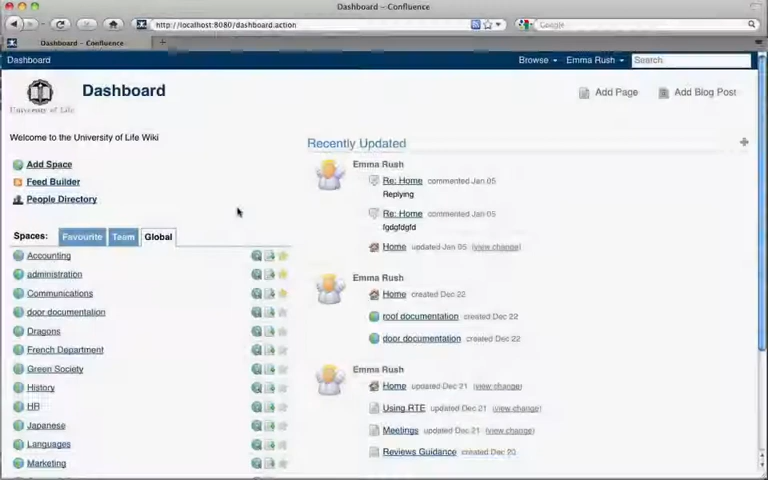 Dashboard – Confluence
http://localhost:8080/dashboard.action
Google
Dashboard – Confluence
Dashboard
Browse
Emma Rush
Search
University of Life
Dashboard
Add Page
Add Blog Post
Welcome to the University of Life Wiki
Add Space
Feed Builder
People Directory
Spaces:
Favourite
Team
Global
Accounting
administration
Communications
door documentation
Dragons
French Department
Green Society
History
HR
Japanese
Languages
Marketing
Recently Updated
Emma Rush
Re: Home commented Jan 05
Replying
Re: Home commented Jan 05
fgdgfdgfd
Home updated Jan 05 (view change)
Emma Rush
Home created Dec 22
roof documentation created Dec 22
door documentation created Dec 22
Emma Rush
Home updated Dec 21 (view change)
Using RTE updated Dec 21 (view change)
Meetings updated Dec 21 (view change)
Reviews Guidance created Dec 20